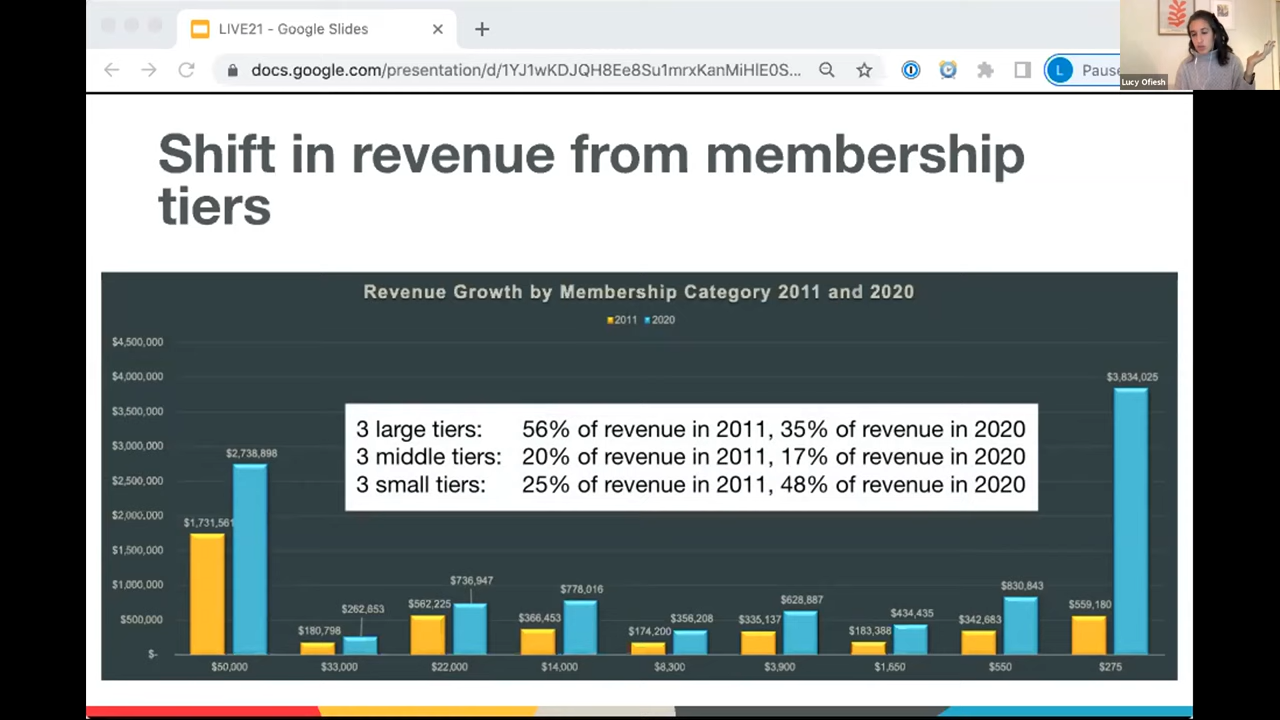 LIVE21 - Google Slides
docs.google.com/presentation/d/1YJ1wKDJQH8Ee8Su1mrxKanMiHlE0S...
L Pause
Lucy Ofiesh
Shift in revenue from membership
tiers
Revenue Growth by Membership Category 2011 and 2020
2011 2020
$4,500,000
$4,000,000
$3,500,000
$3,000,000
$2,500,000
$2,000,000
$1,500,000
$1,000,000
$500,000
$-
3 large tiers: 56% of revenue in 2011, 35% of revenue in 2020
3 middle tiers: 20% of revenue in 2011, 17% of revenue in 2020
3 small tiers: 25% of revenue in 2011, 48% of revenue in 2020
$1,731,561
$2,738,898
$180,798
$262,853
$562,225
$736,947
$366,453
$778,016
$174,200
$356,208
$335,137
$628,887
$183,388
$434,435
$342,683
$830,843
$559,180
$3,834,025
$50,000 $33,000 $22,000 $14,000 $8,300 $3,900 $1,650 $550 $275